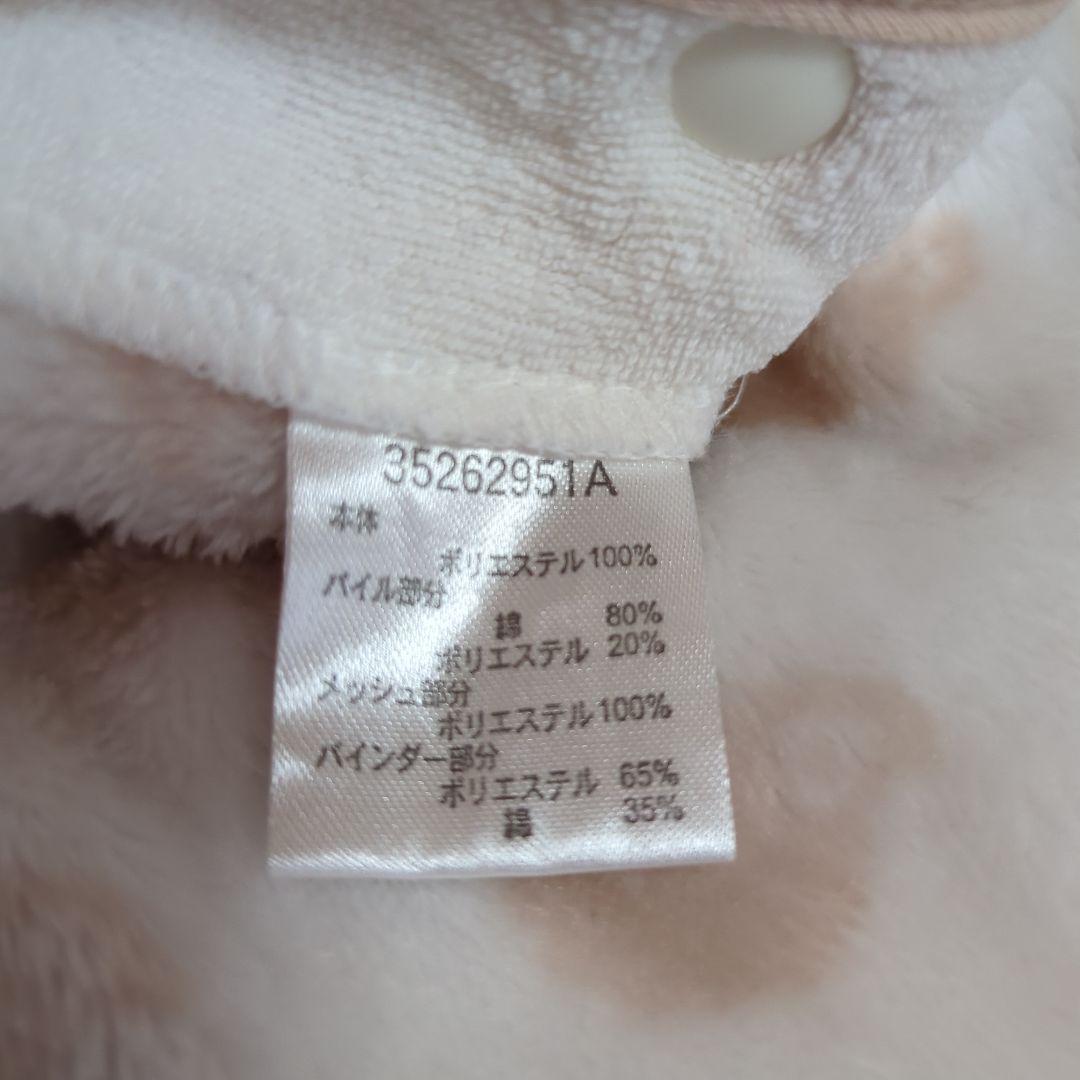 35262951A
本体
ポリエステル100%
パイル部分
綿 80%
ポリエステル 20%
メッシュ部分
ポリエステル100%
バインダー部分
ポリエステル 65%
綿 35%